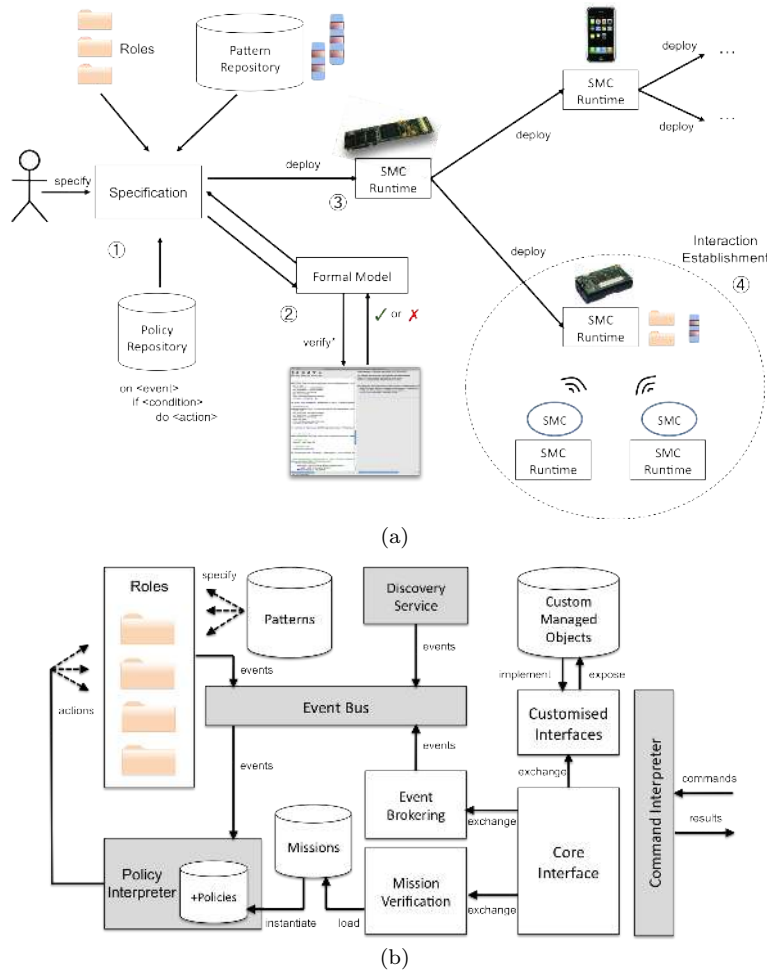 Roles
Pattern
Repository
specify
Specification
deploy
SMC
Runtime
③
SMC
Runtime
deploy
deploy
deploy
...
...
deploy
Interaction
Establishment
④
SMC
Runtime
SMC
SMC
Runtime
SMC
SMC
Runtime
①
Policy
Repository
on <event>
if <condition>
do <action>
Formal Model
②
verify*
✓ or ✗
(a)
Roles
specify
Patterns
Discovery
Service
Custom
Managed
Objects
events
events
implement
expose
actions
Event Bus
Customised
Interfaces
events
events
exchange
Event
Brokering
exchange
Core
Interface
Command Interpreter
commands
results
Policy
Interpreter
+Policies
Missions
Mission
Verification
instantiate
load
exchange
(b)